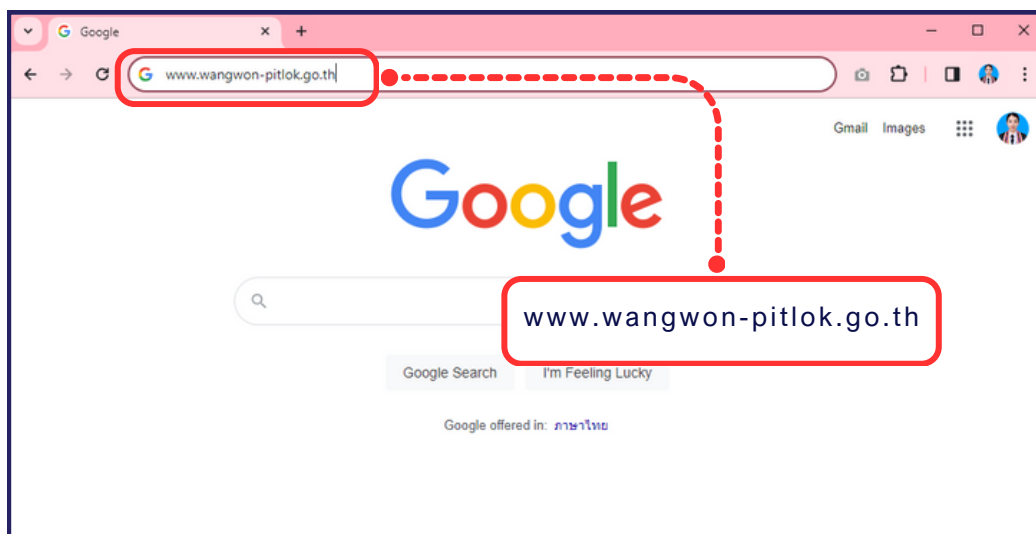 Google
www.wangwon-pitlok.go.th
Gmail Images
Google
www.wangwon-pitlok.go.th
Google Search I'm Feeling Lucky
Google offered in: ภาษาไทย